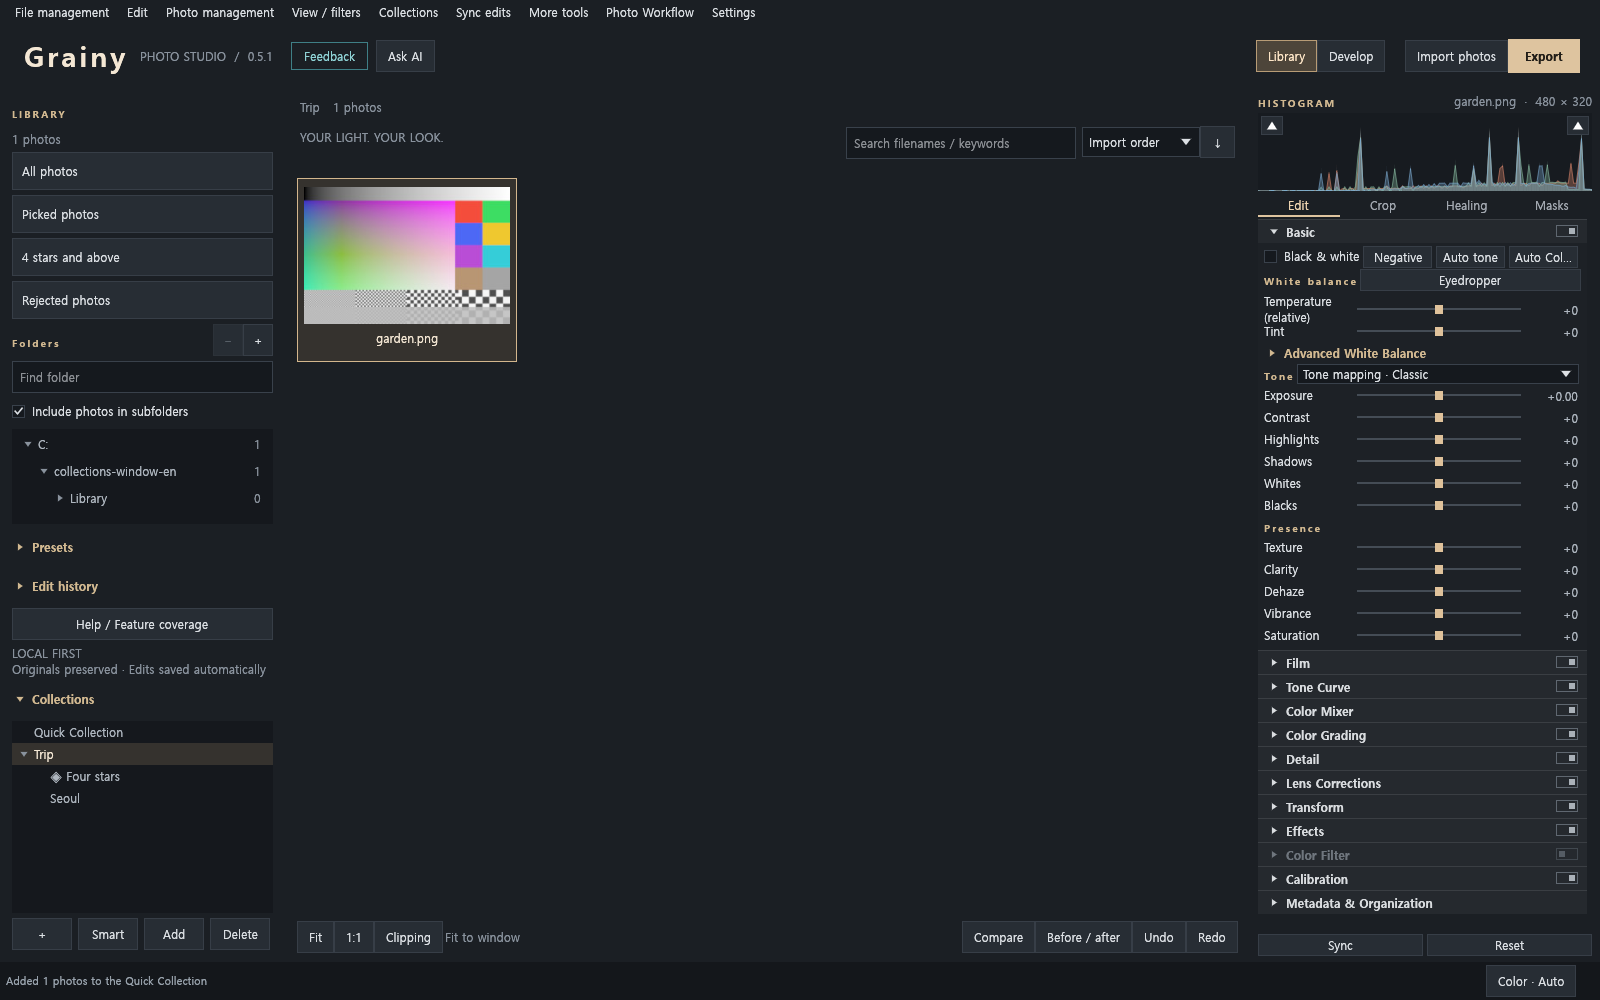 File management Edit Photo management View / filters Collections Sync edits More tools Photo Workflow Settings
Grainy PHOTO STUDIO / 0.5.1 Feedback Ask AI Library Develop Import photos Export
LIBRARY
1 photos
All photos
Picked photos
4 stars and above
Rejected photos
Folders − +
Find folder
Include photos in subfolders
C: 1
collections-window-en 1
Library 0
Presets
Edit history
Help / Feature coverage
LOCAL FIRST
Originals preserved · Edits saved automatically
Collections
Quick Collection
Trip
Four stars
Seoul
+ Smart Add Delete
Trip 1 photos
YOUR LIGHT. YOUR LOOK.
Search filenames / keywords Import order ↓
garden.png
Fit 1:1 Clipping Fit to window Compare Before / after Undo Redo
HISTOGRAM garden.png · 480 × 320
Edit Crop Healing Masks
Basic
Black & white Negative Auto tone Auto Col...
White balance Eyedropper
Temperature
(relative) +0
Tint +0
Advanced White Balance
Tone Tone mapping · Classic
Exposure +0.00
Contrast +0
Highlights +0
Shadows +0
Whites +0
Blacks +0
Presence
Texture +0
Clarity +0
Dehaze +0
Vibrance +0
Saturation +0
Film
Tone Curve
Color Mixer
Color Grading
Detail
Lens Corrections
Transform
Effects
Color Filter
Calibration
Metadata & Organization
Sync Reset
Added 1 photos to the Quick Collection Color · Auto